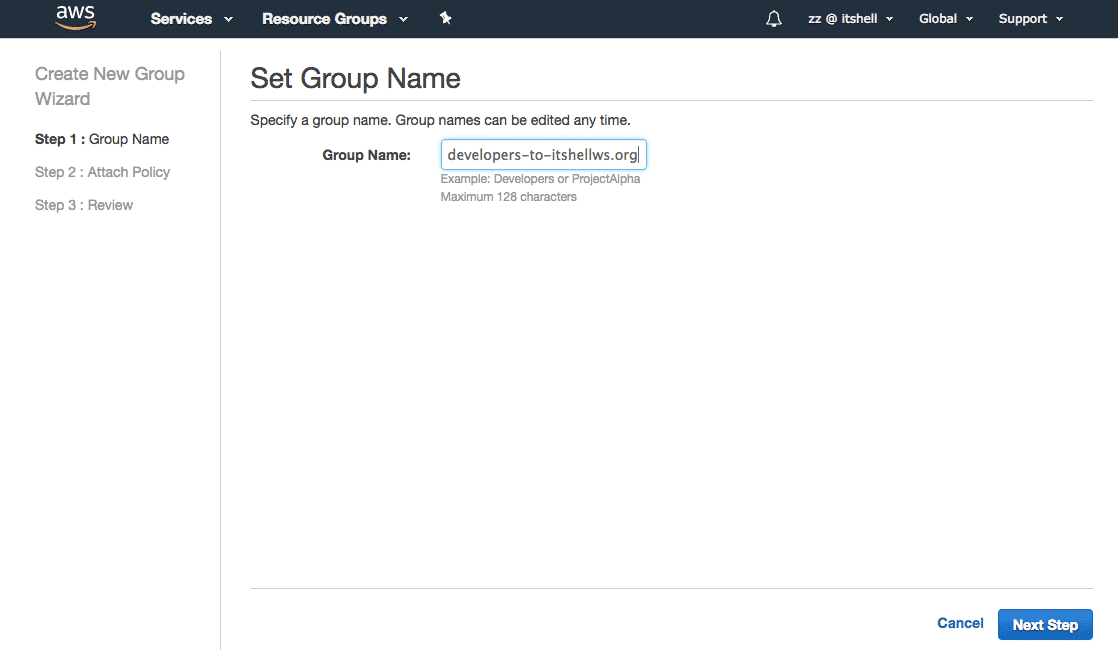 aws Services Resource Groups zz @ itshell Global Support
Create New Group
Wizard
Step 1 : Group Name
Step 2 : Attach Policy
Step 3 : Review
Set Group Name
Specify a group name. Group names can be edited any time.
Group Name: developers-to-itshellws.org
Example: Developers or ProjectAlpha
Maximum 128 characters
Cancel Next Step